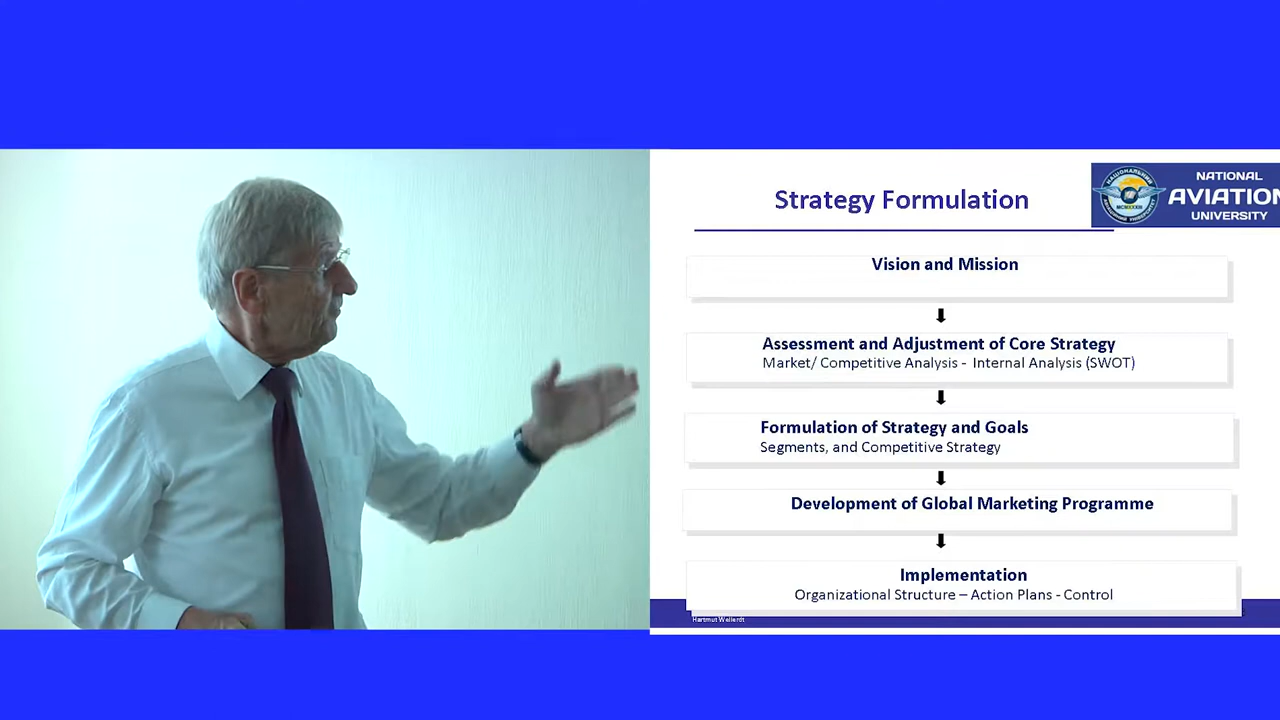 Strategy Formulation
NATIONAL
AVIATION
UNIVERSITY
Vision and Mission
Assessment and Adjustment of Core Strategy
Market/ Competitive Analysis - Internal Analysis (SWOT)
Formulation of Strategy and Goals
Segments, and Competitive Strategy
Development of Global Marketing Programme
Implementation
Organizational Structure – Action Plans - Control
Hartmut